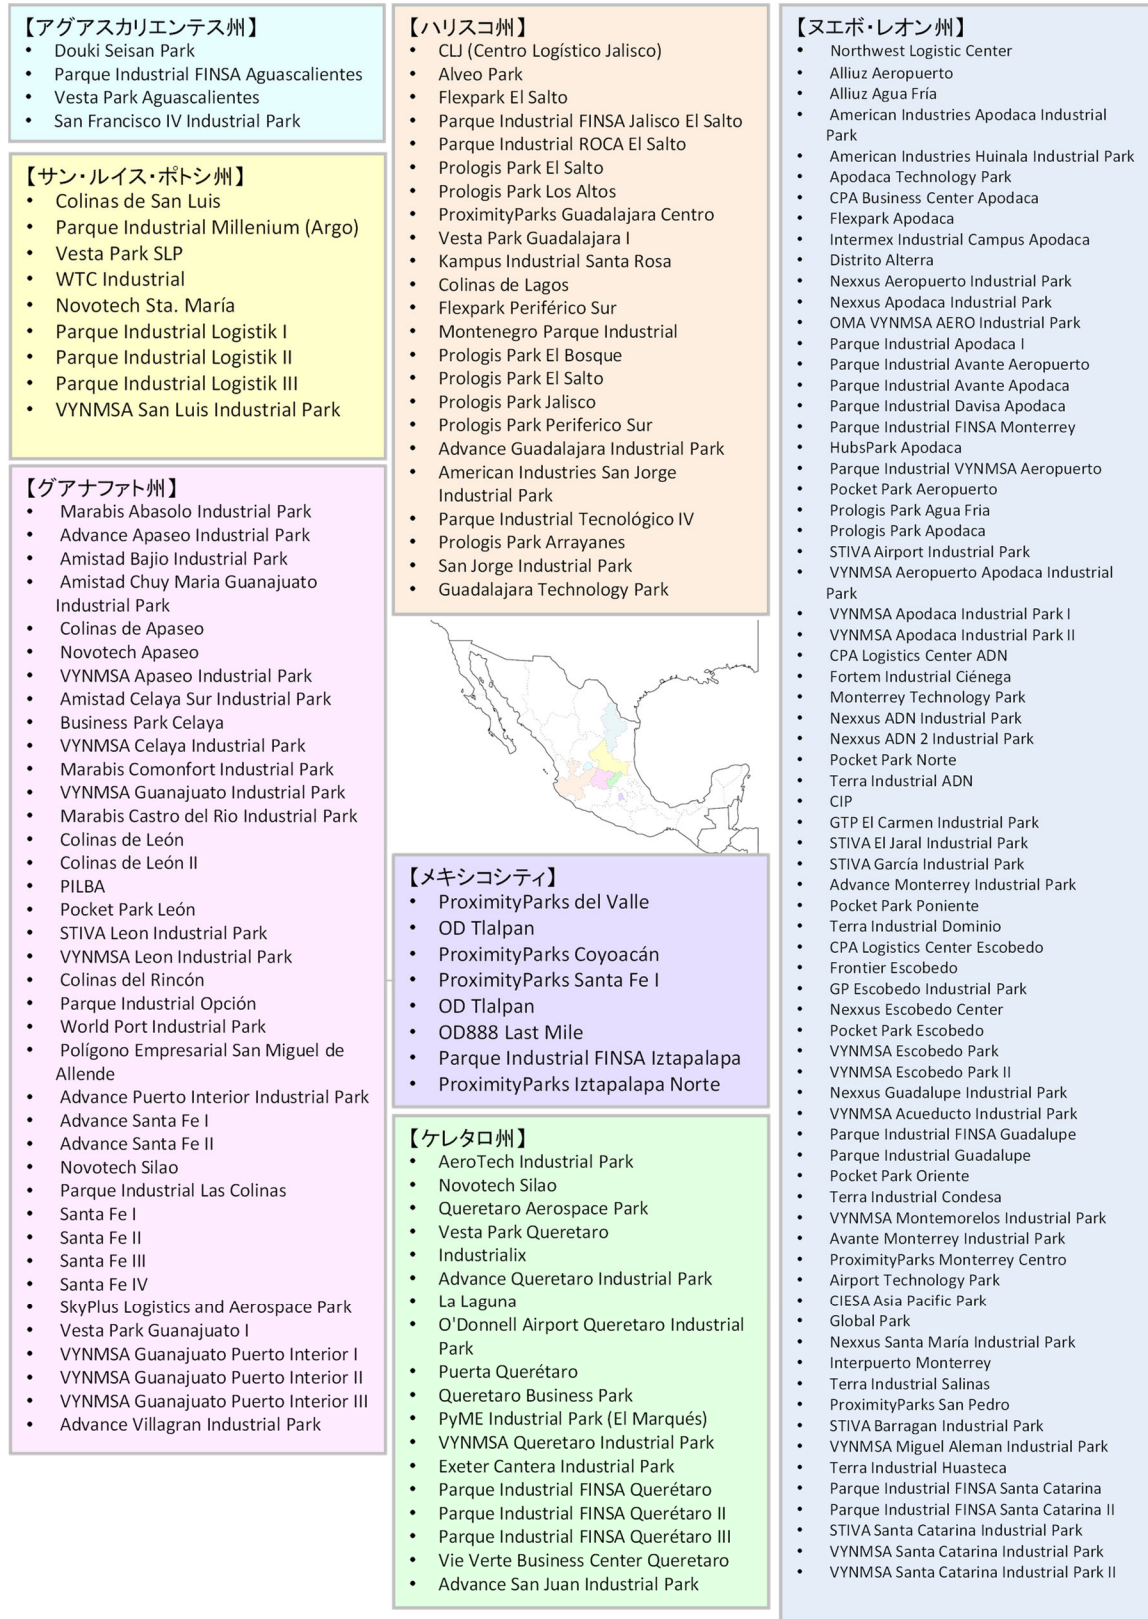 【アグアスカリエンテス州】
• Douki Seisan Park
• Parque Industrial FINSA Aguascalientes
• Vesta Park Aguascalientes
• San Francisco IV Industrial Park
【サン・ルイス・ポトシ州】
• Colinas de San Luis
• Parque Industrial Millenium (Argo)
• Vesta Park SLP
• WTC Industrial
• Novotech Sta. María
• Parque Industrial Logistik I
• Parque Industrial Logistik II
• Parque Industrial Logistik III
• VYNMSA San Luis Industrial Park
【グアナファト州】
• Marabis Abasolo Industrial Park
• Advance Apaseo Industrial Park
• Amistad Bajio Industrial Park
• Amistad Chuy Maria Guanajuato
Industrial Park
• Colinas de Apaseo
• Novotech Apaseo
• VYNMSA Apaseo Industrial Park
• Amistad Celaya Sur Industrial Park
• Business Park Celaya
• VYNMSA Celaya Industrial Park
• Marabis Comonfort Industrial Park
• VYNMSA Guanajuato Industrial Park
• Marabis Castro del Rio Industrial Park
• Colinas de León
• Colinas de León II
• PILBA
• Pocket Park León
• STIVA Leon Industrial Park
• VYNMSA Leon Industrial Park
• Colinas del Rincón
• Parque Industrial Opción
• World Port Industrial Park
• Polígono Empresarial San Miguel de
Allende
• Advance Puerto Interior Industrial Park
• Advance Santa Fe I
• Advance Santa Fe II
• Novotech Silao
• Parque Industrial Las Colinas
• Santa Fe I
• Santa Fe II
• Santa Fe III
• Santa Fe IV
• SkyPlus Logistics and Aerospace Park
• Vesta Park Guanajuato I
• VYNMSA Guanajuato Puerto Interior I
• VYNMSA Guanajuato Puerto Interior II
• VYNMSA Guanajuato Puerto Interior III
• Advance Villagran Industrial Park
【ハリスコ州】
• CLJ (Centro Logístico Jalisco)
• Alveo Park
• Flexpark El Salto
• Parque Industrial FINSA Jalisco El Salto
• Parque Industrial ROCA El Salto
• Prologis Park El Salto
• Prologis Park Los Altos
• ProximityParks Guadalajara Centro
• Vesta Park Guadalajara I
• Kampus Industrial Santa Rosa
• Colinas de Lagos
• Flexpark Periférico Sur
• Montenegro Parque Industrial
• Prologis Park El Bosque
• Prologis Park El Salto
• Prologis Park Jalisco
• Prologis Park Periferico Sur
• Advance Guadalajara Industrial Park
• American Industries San Jorge
Industrial Park
• Parque Industrial Tecnológico IV
• Prologis Park Arrayanes
• San Jorge Industrial Park
• Guadalajara Technology Park
【メキシコシティ】
• ProximityParks del Valle
• OD Tlalpan
• ProximityParks Coyoacán
• ProximityParks Santa Fe I
• OD Tlalpan
• OD888 Last Mile
• Parque Industrial FINSA Iztapalapa
• ProximityParks Iztapalapa Norte
【ケレタロ州】
• AeroTech Industrial Park
• Novotech Silao
• Queretaro Aerospace Park
• Vesta Park Queretaro
• Industrialix
• Advance Queretaro Industrial Park
• La Laguna
• O'Donnell Airport Queretaro Industrial
Park
• Puerta Querétaro
• Queretaro Business Park
• PyME Industrial Park (El Marqués)
• VYNMSA Queretaro Industrial Park
• Exeter Cantera Industrial Park
• Parque Industrial FINSA Querétaro
• Parque Industrial FINSA Querétaro II
• Parque Industrial FINSA Querétaro III
• Vie Verte Business Center Queretaro
• Advance San Juan Industrial Park
【ヌエボ・レオン州】
• Northwest Logistic Center
• Alliuz Aeropuerto
• Alliuz Agua Fría
• American Industries Apodaca Industrial
Park
• American Industries Huinala Industrial Park
• Apodaca Technology Park
• CPA Business Center Apodaca
• Flexpark Apodaca
• Intermex Industrial Campus Apodaca
• Distrito Alterra
• Nexxus Aeropuerto Industrial Park
• Nexxus Apodaca Industrial Park
• OMA VYNMSA AERO Industrial Park
• Parque Industrial Apodaca I
• Parque Industrial Avante Aeropuerto
• Parque Industrial Avante Apodaca
• Parque Industrial Davisa Apodaca
• Parque Industrial FINSA Monterrey
• HubsPark Apodaca
• Parque Industrial VYNMSA Aeropuerto
• Pocket Park Aeropuerto
• Prologis Park Agua Fria
• Prologis Park Apodaca
• STIVA Airport Industrial Park
• VYNMSA Aeropuerto Apodaca Industrial
Park
• VYNMSA Apodaca Industrial Park I
• VYNMSA Apodaca Industrial Park II
• CPA Logistics Center ADN
• Fortem Industrial Ciénega
• Monterrey Technology Park
• Nexxus ADN Industrial Park
• Nexxus ADN 2 Industrial Park
• Pocket Park Norte
• Terra Industrial ADN
• CIP
• GTP El Carmen Industrial Park
• STIVA El Jaral Industrial Park
• STIVA García Industrial Park
• Advance Monterrey Industrial Park
• Pocket Park Poniente
• Terra Industrial Dominio
• CPA Logistics Center Escobedo
• Frontier Escobedo
• GP Escobedo Industrial Park
• Nexxus Escobedo Center
• Pocket Park Escobedo
• VYNMSA Escobedo Park
• VYNMSA Escobedo Park II
• Nexxus Guadalupe Industrial Park
• VYNMSA Acueducto Industrial Park
• Parque Industrial FINSA Guadalupe
• Parque Industrial Guadalupe
• Pocket Park Oriente
• Terra Industrial Condesa
• VYNMSA Montemorelos Industrial Park
• Avante Monterrey Industrial Park
• ProximityParks Monterrey Centro
• Airport Technology Park
• CIESA Asia Pacific Park
• Global Park
• Nexxus Santa María Industrial Park
• Interpuerto Monterrey
• Terra Industrial Salinas
• ProximityParks San Pedro
• STIVA Barragan Industrial Park
• VYNMSA Miguel Aleman Industrial Park
• Terra Industrial Huasteca
• Parque Industrial FINSA Santa Catarina
• Parque Industrial FINSA Santa Catarina II
• STIVA Santa Catarina Industrial Park
• VYNMSA Santa Catarina Industrial Park
• VYNMSA Santa Catarina Industrial Park II